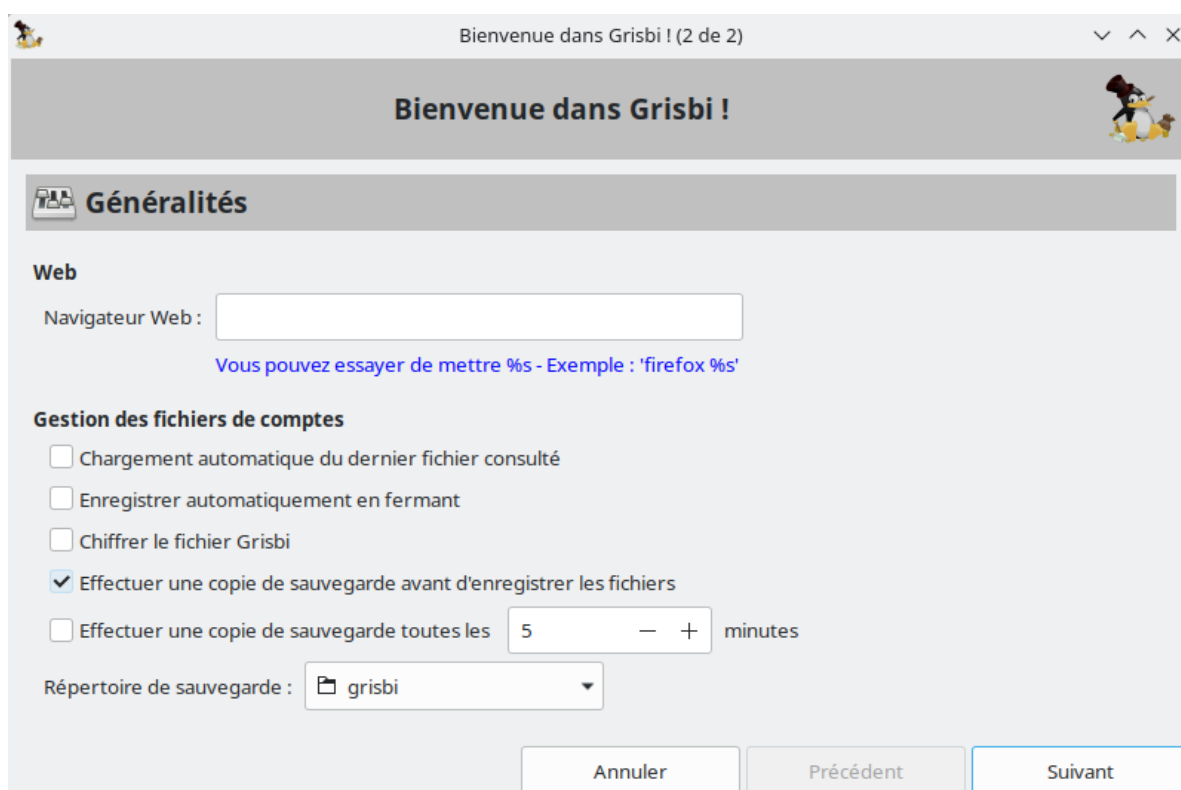 Bienvenue dans Grisbi ! (2 de 2)
Bienvenue dans Grisbi !
Généralités
Web
Navigateur Web :
Vous pouvez essayer de mettre %s - Exemple : 'firefox %s'
Gestion des fichiers de comptes
Chargement automatique du dernier fichier consulté
Enregistrer automatiquement en fermant
Chiffrer le fichier Grisbi
Effectuer une copie de sauvegarde avant d'enregistrer les fichiers
Effectuer une copie de sauvegarde toutes les 5 — + minutes
Répertoire de sauvegarde : grisbi
Annuler Précédent Suivant